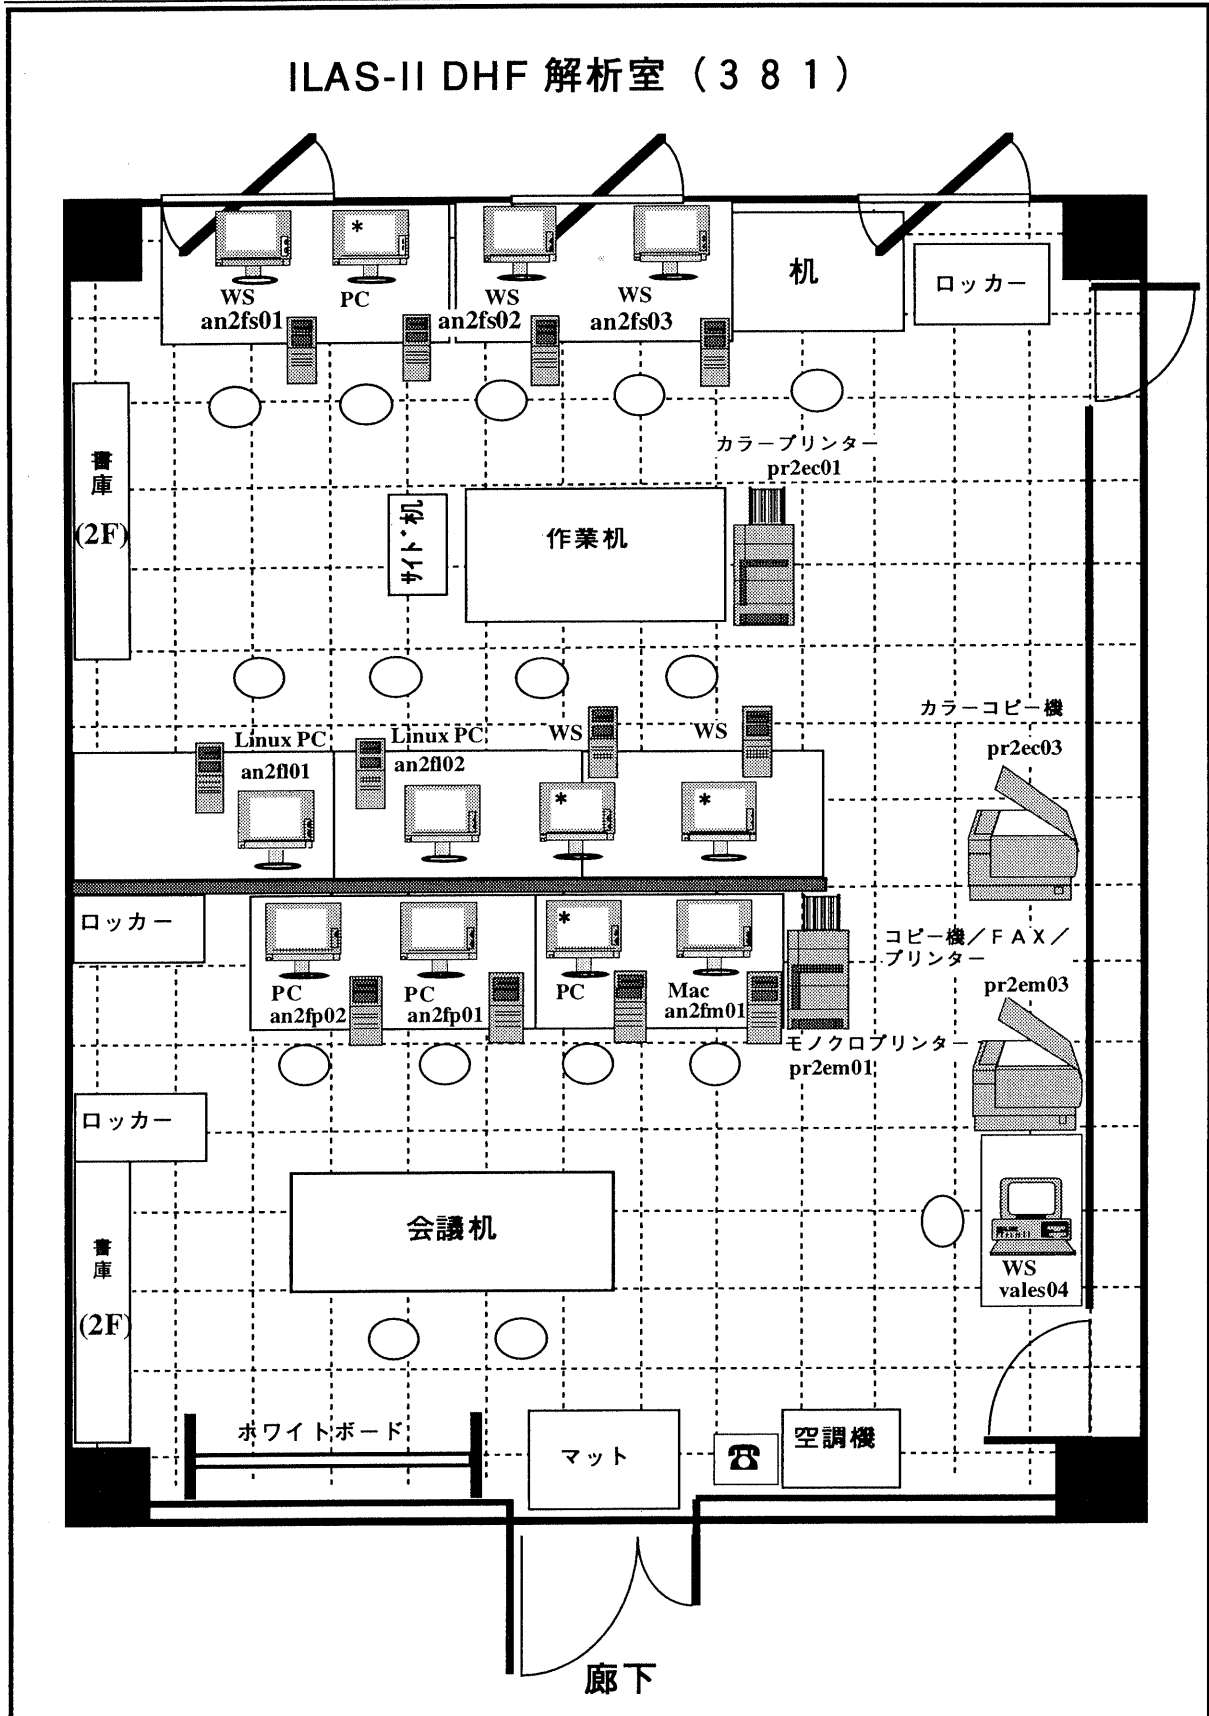 ILAS-II DHF 解析室（３８１）
WS
an2fs01
*
PC
WS
an2fs02
WS
an2fs03
机
ロッカー
書庫
(2F)
サイド机
作業机
カラープリンター
pr2ec01
Linux PC
an2fl01
Linux PC
an2fl02
WS
*
WS
*
カラーコピー機
pr2ec03
ロッカー
PC
an2fp02
PC
an2fp01
*
PC
Mac
an2fm01
コピー機／ＦＡＸ／
プリンター
pr2em03
モノクロプリンター
pr2em01
ロッカー
書庫
(2F)
会議机
WS
vales04
ホワイトボード
マット
☎
空調機
廊下